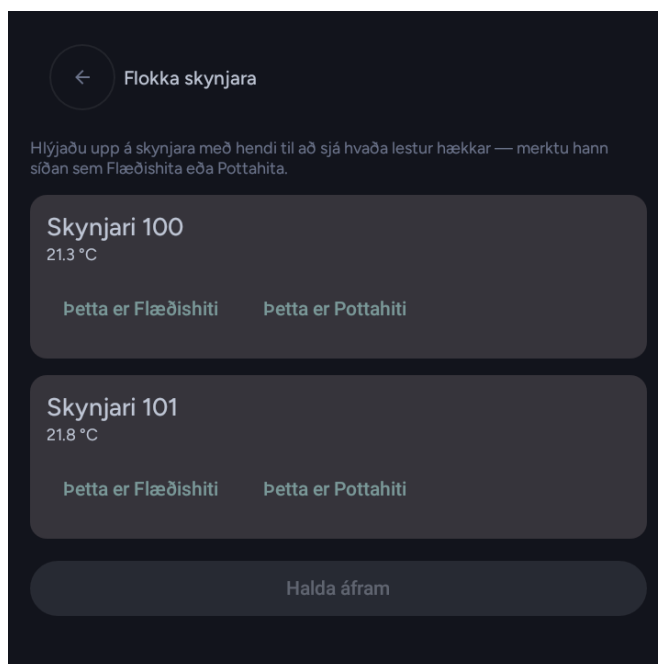 Flokka skynjara
Hlýjaðu upp á skynjara með hendi til að sjá hvaða lestur hækkar — merktu hann
síðan sem Flæðishita eða Pottahita.
Skynjari 100
21.3 °C
Þetta er Flæðishiti Þetta er Pottahiti
Skynjari 101
21.8 °C
Þetta er Flæðishiti Þetta er Pottahiti
Halda áfram